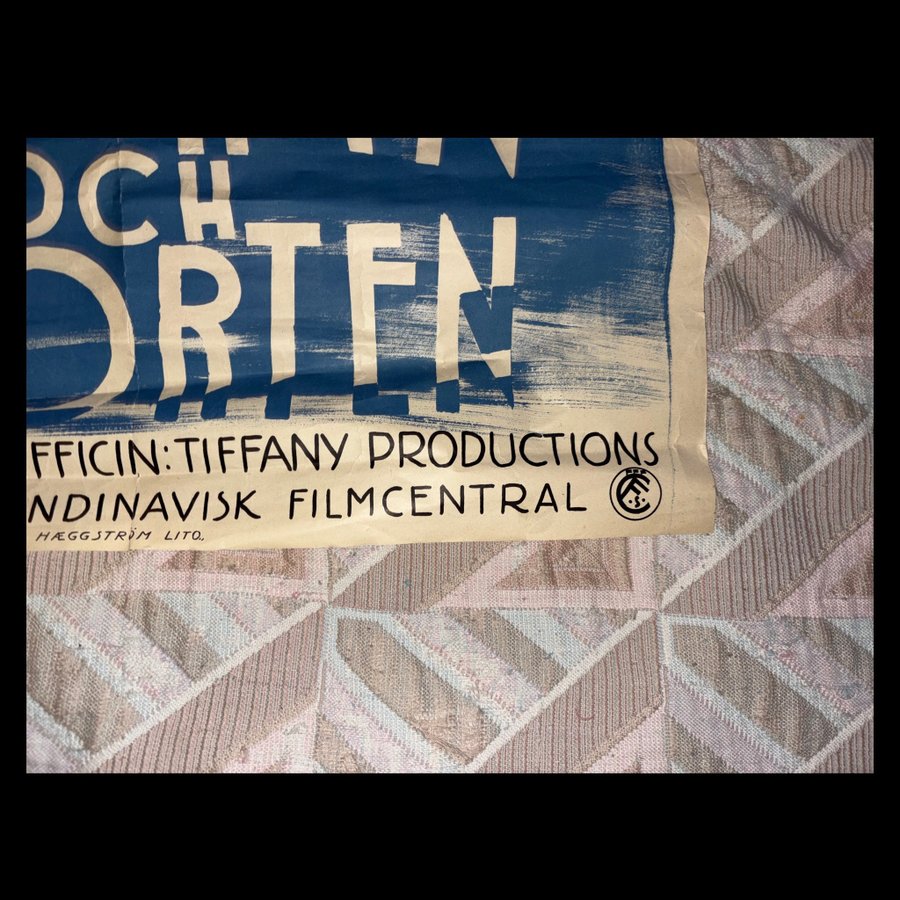 OCH
ORTEN
FFICIN: TIFFANY PRODUCTIONS
NDINAVISK FILMCENTRAL
HÆGGSTRÖM LITO.